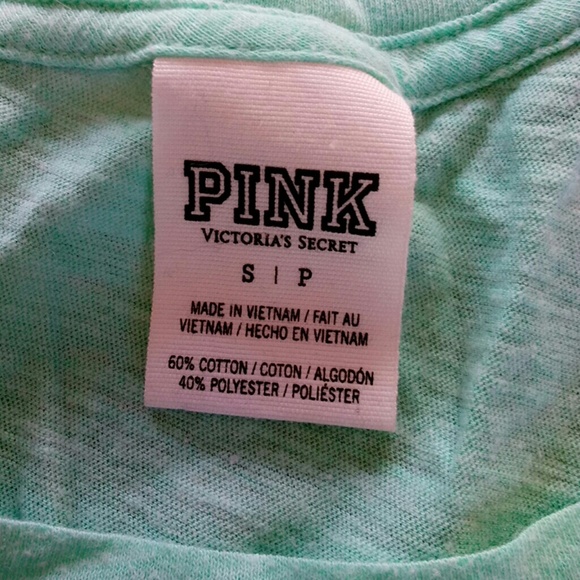 PINK
VICTORIA'S SECRET
S | P
MADE IN VIETNAM / FAIT AU
VIETNAM / HECHO EN VIETNAM
60% COTTON / COTON / ALGODÓN
40% POLYESTER / POLIÉSTER